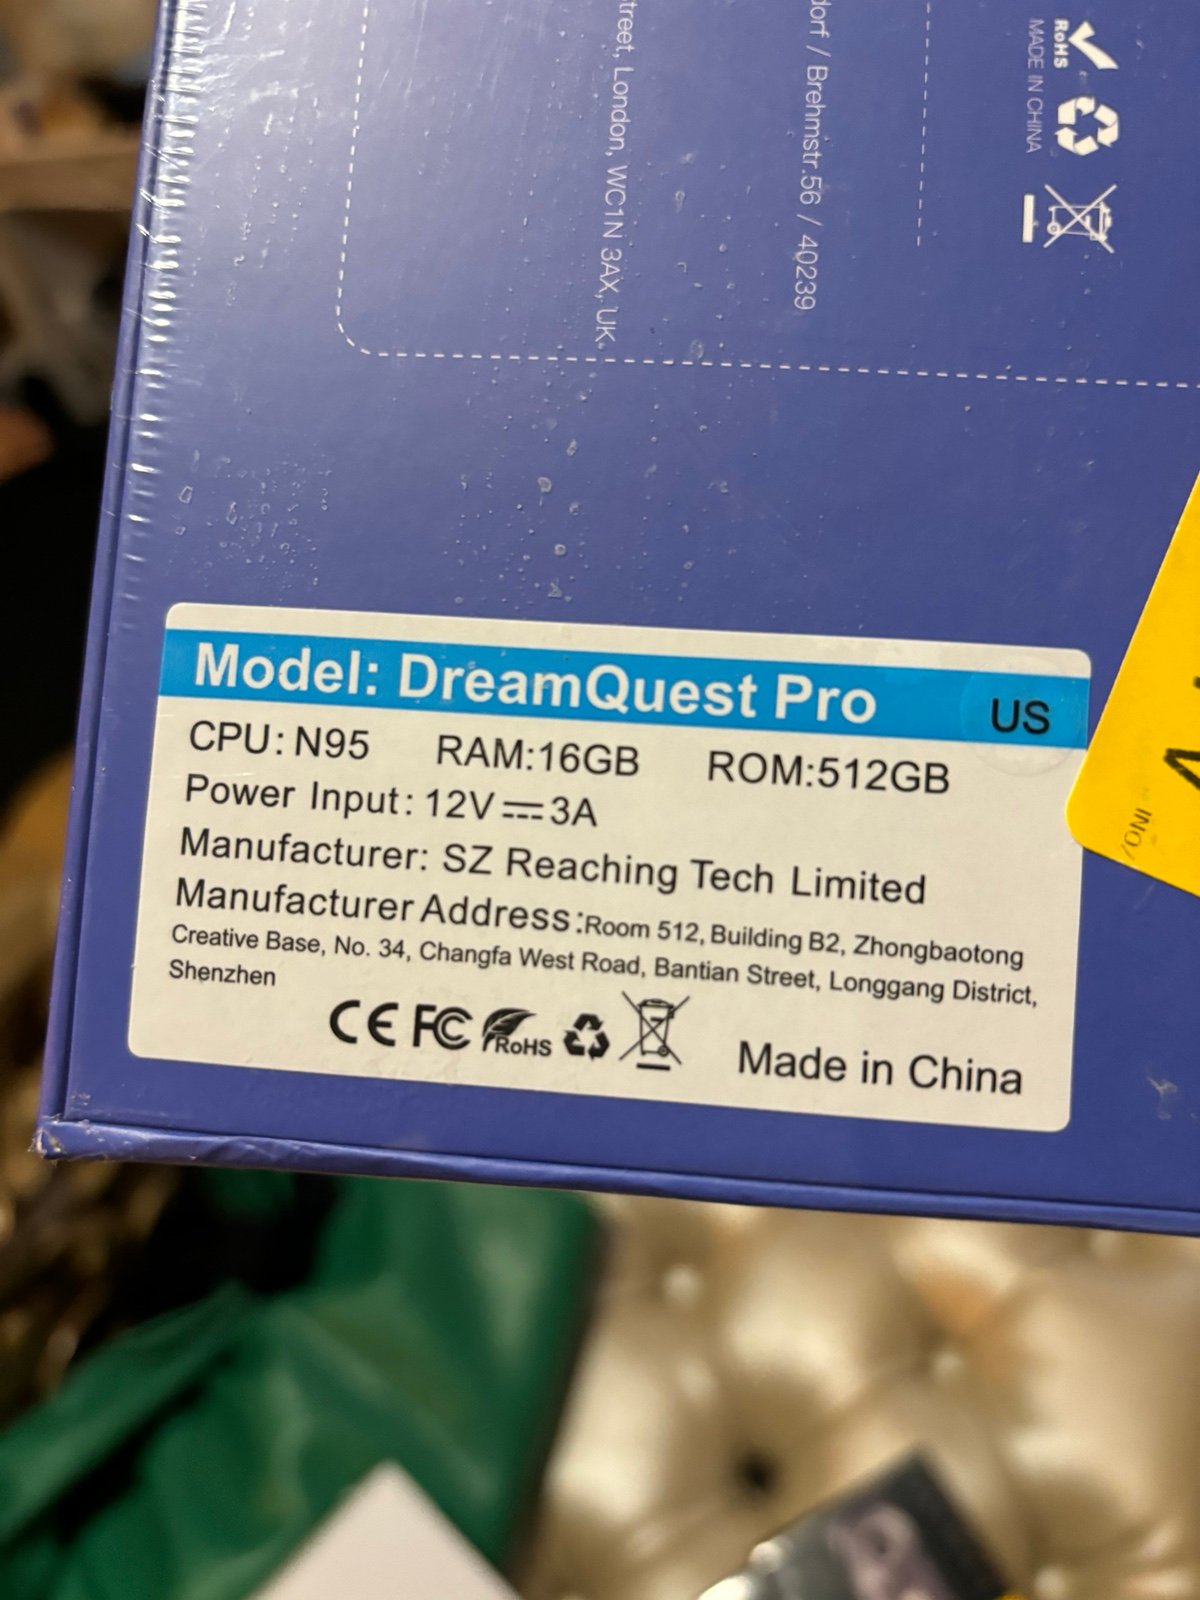 treet, London, WC1N 3AX, UK.
dorf / Brehmstr.56 / 40239
RoHS
MADE IN CHINA
Model: DreamQuest Pro US
CPU: N95 RAM:16GB ROM:512GB
Power Input: 12V⎓3A
Manufacturer: SZ Reaching Tech Limited
Manufacturer Address:Room 512, Building B2, Zhongbaotong
Creative Base, No. 34, Changfa West Road, Bantian Street, Longgang District,
Shenzhen
CE FC RoHS Made in China